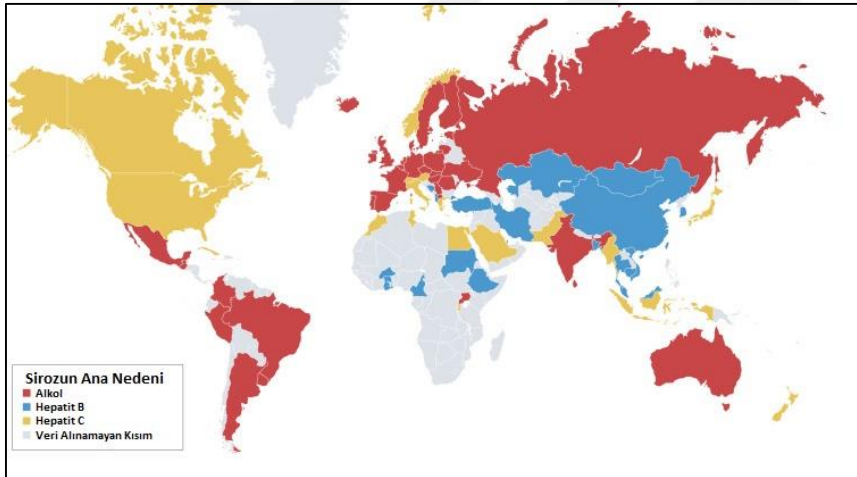 Sirozun Ana Nedeni
Alkol
Hepatit B
Hepatit C
Veri Alınamayan Kısım